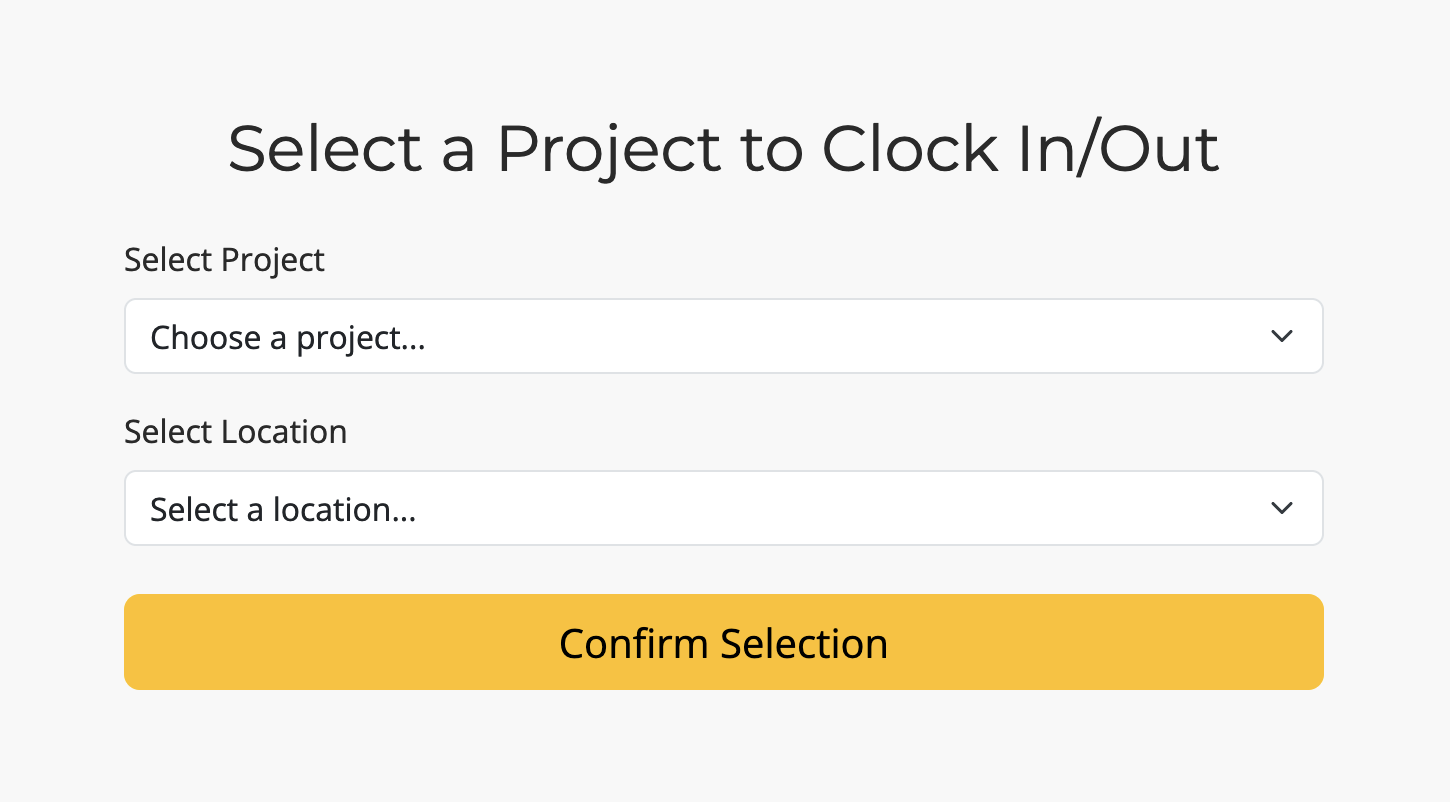 Select a Project to Clock In/Out
Select Project
Choose a project...
Select Location
Select a location...
Confirm Selection